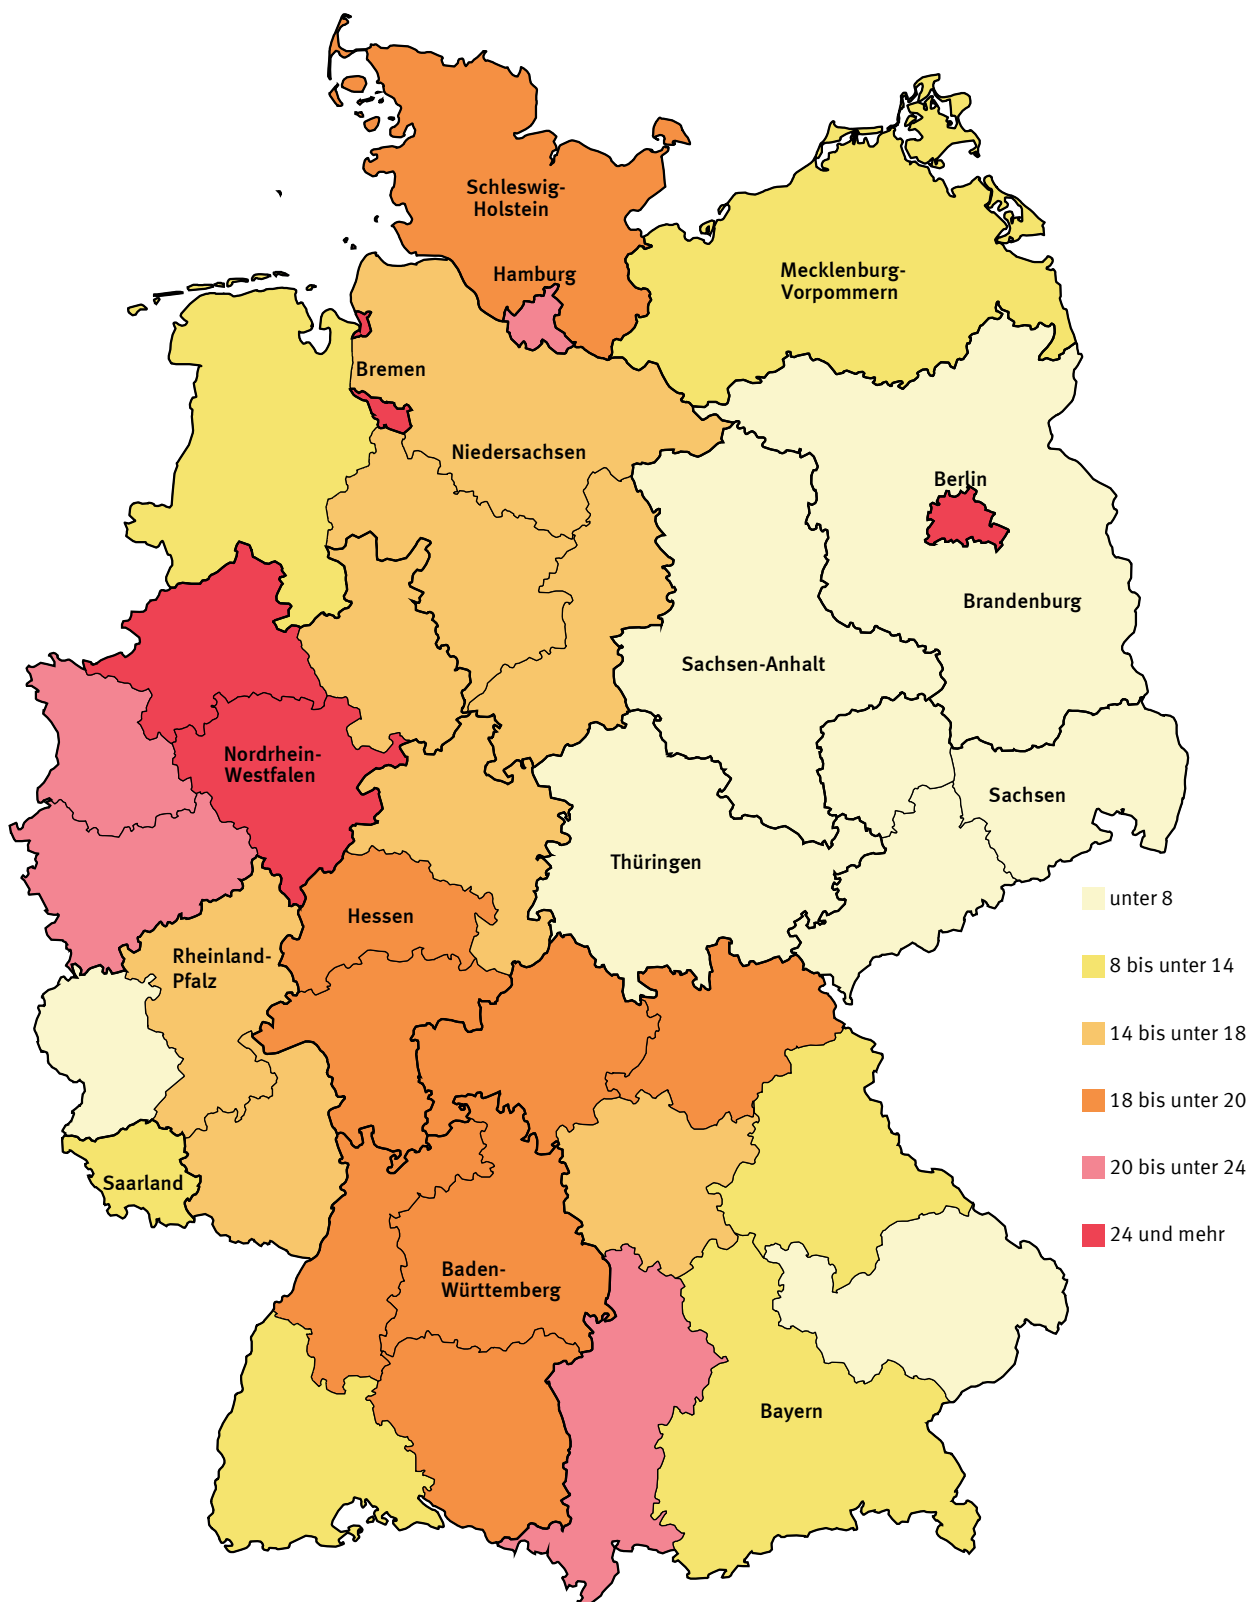 Schleswig-
Holstein
Hamburg
Mecklenburg-
Vorpommern
Bremen
Niedersachsen
Berlin
Brandenburg
Sachsen-Anhalt
Nordrhein-
Westfalen
Sachsen
Thüringen
Hessen
Rheinland-
Pfalz
Saarland
Baden-
Württemberg
Bayern
unter 8
8 bis unter 14
14 bis unter 18
18 bis unter 20
20 bis unter 24
24 und mehr